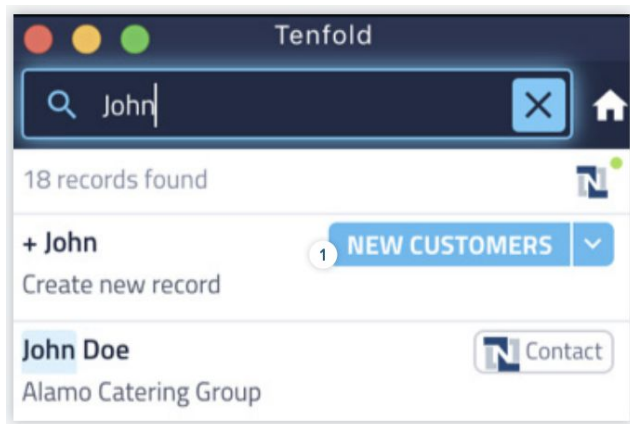 Tenfold
John
18 records found
+ John
1 NEW CUSTOMERS
Create new record
John Doe
N Contact
Alamo Catering Group